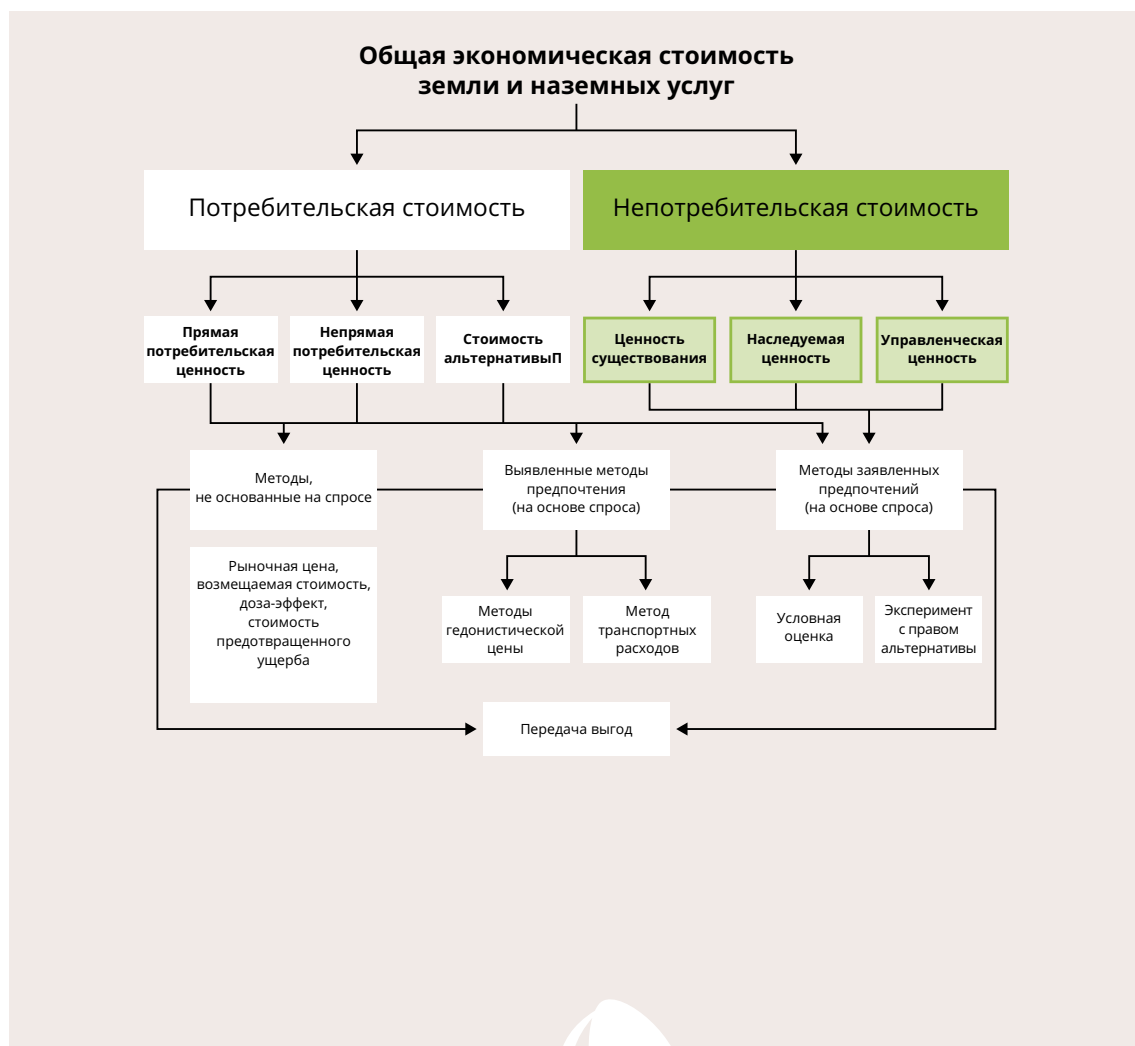 Общая экономическая стоимость
земли и наземных услуг
Потребительская стоимость
Непотребительская стоимость
Прямая
потребительская
ценность
Непрямая
потребительская
ценность
Стоимость
альтернативыП
Ценность
существования
Наследуемая
ценность
Управленческая
ценность
Методы,
не основанные на спросе
Выявленные методы
предпочтения
(на основе спроса)
Методы заявленных
предпочтений
(на основе спроса)
Рыночная цена,
возмещаемая стоимость,
доза-эффект,
стоимость
предотвращенного
ущерба
Методы
гедонистической
цены
Метод
транспортных
расходов
Условная
оценка
Эксперимент
с правом
альтернативы
Передача выгод